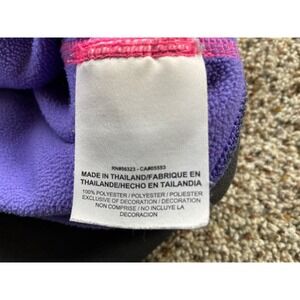 RN#56323 - CA#05553
MADE IN THAILAND/FABRIQUE EN
THAILANDE/HECHO EN TAILANDIA
100% POLYESTER / POLYESTER / POLIESTER
EXCLUSIVE OF DECORATION / DECORATION
NON COMPRISE / NO INCLUYE LA
DECORACION